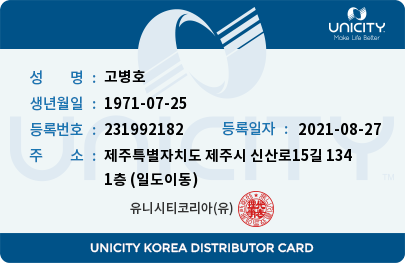 UNICITY
Make Life Better
성 명 : 고병호
생년월일 : 1971-07-25
등록번호 : 231992182 등록일자 : 2021-08-27
주 소 : 제주특별자치도 제주시 신산로15길 134
1층 (일도이동)
유니시티코리아(유)
UNICITY
TM
UNICITY KOREA DISTRIBUTOR CARD